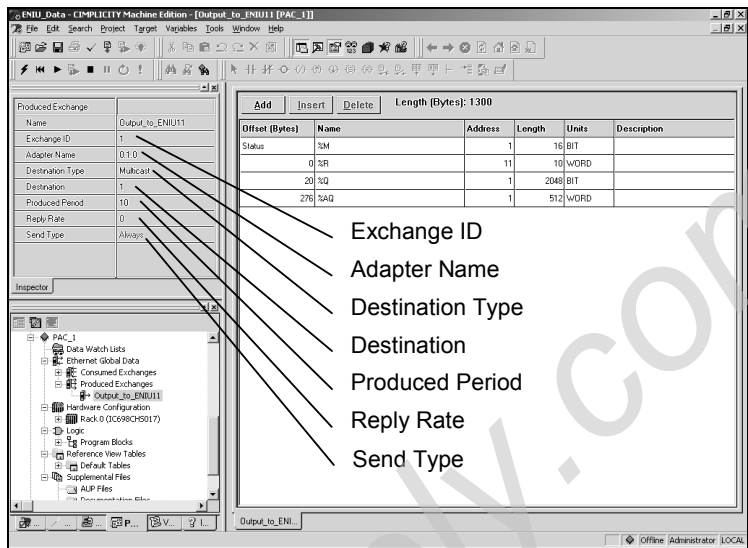 ENIU_Data - CIMPLICITY Machine Edition - [Output_to_ENIU11 [PAC_1]]
File Edit Search Project Target Variables Tools Window Help
Produced Exchange
Name Output_to_ENIU11
Exchange ID 1
Adapter Name 0.1.0
Destination Type Multicast
Destination 1
Produced Period 10
Reply Rate 0
Send Type Always
Inspector
PAC_1
Data Watch Lists
Ethernet Global Data
Consumed Exchanges
Produced Exchanges
Output_to_ENIU11
Hardware Configuration
Rack 0 (IC698CHS017)
Logic
Program Blocks
Reference View Tables
Default Tables
Supplemental Files
AUP Files
Documentation Files
P... V... I...
Add Insert Delete Length (Bytes): 1300
Offset (Bytes) Name Address Length Units Description
Status %M 1 16 BIT
0 %R 11 10 WORD
20 %Q 1 2048 BIT
276 %AQ 1 512 WORD
Exchange ID
Adapter Name
Destination Type
Destination
Produced Period
Reply Rate
Send Type
Output_to_ENI...
Offline Administrator LOCAL